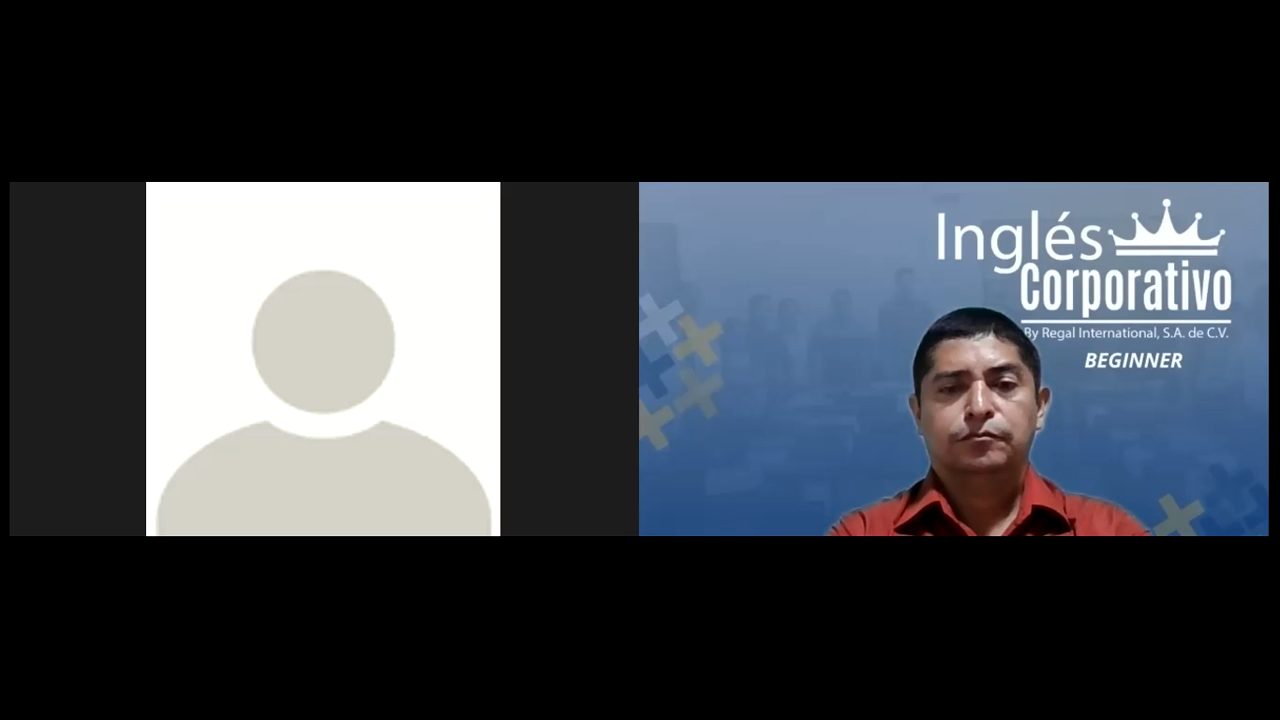 Inglés
Corporativo
By Regal International, S.A. de C.V.
BEGINNER